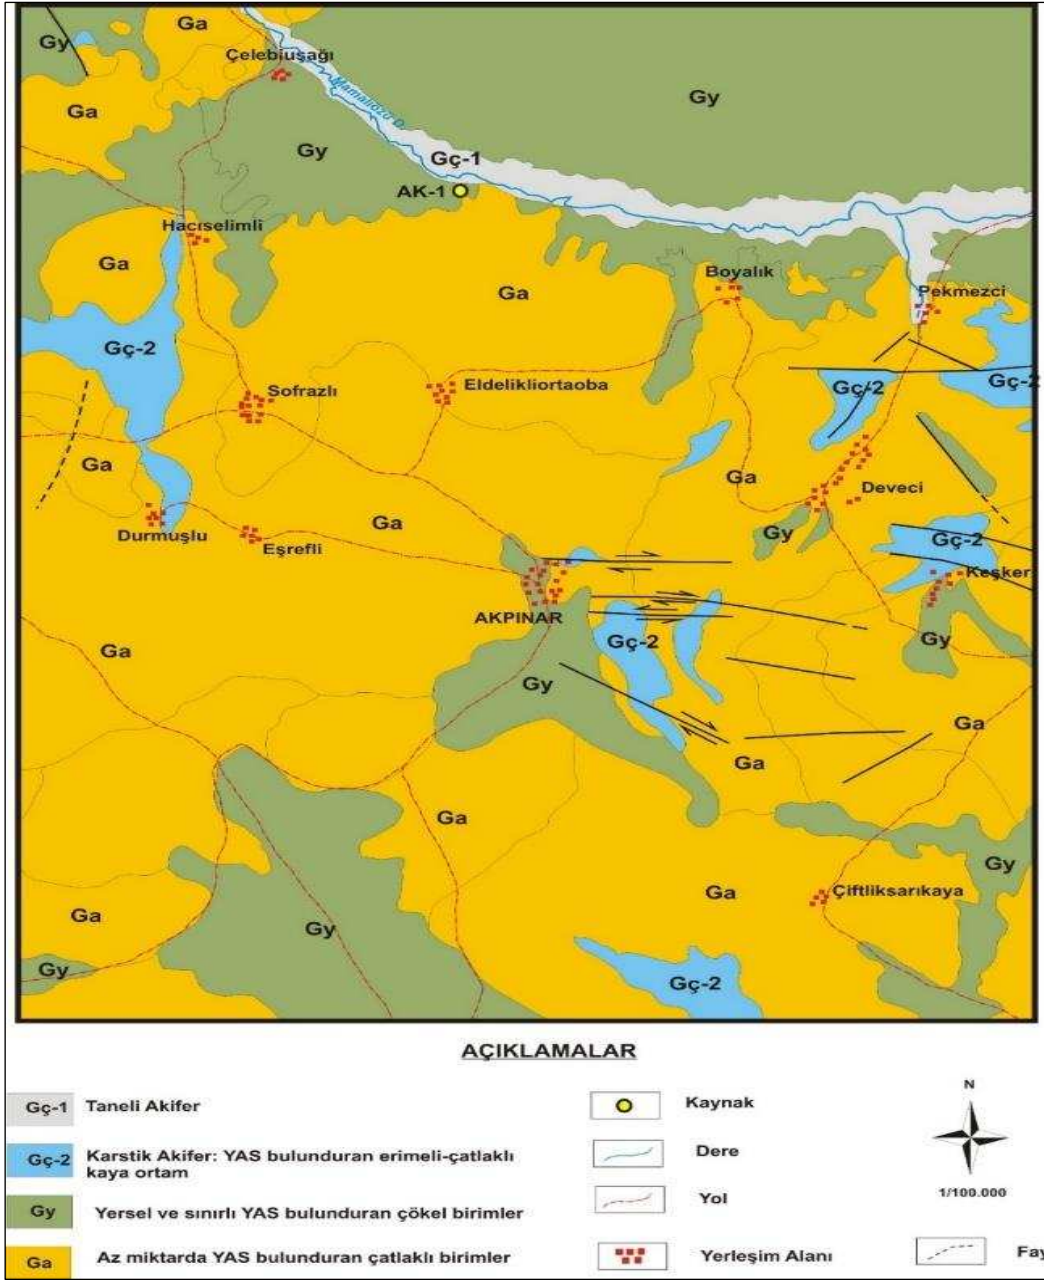 Ga
Gy
Çelebiuşağı
Mamalıözü D.
Ga
Gy
Gy
Gç-1
AK-1
Hacıselimli
Ga
Ga
Boyalık
Pekmezci
Gç-2
Sofrazlı
Eldelikliortaoba
Gç-2
Gç-2
Ga
Ga
Deveci
Durmuşlu
Eşrefli
Ga
Gy
Gç-2
Keşker
AKPINAR
Ga
Gç-2
Gy
Gy
Ga
Ga
Ga
Gy
Ga
Çiftliksarıkaya
Ga
Gy
Gy
Gç-2
AÇIKLAMALAR
Gç-1 Taneli Akifer
Gç-2 Karstik Akifer: YAS bulunduran erimeli-çatlaklı
kaya ortam
Gy Yersel ve sınırlı YAS bulunduran çökel birimler
Ga Az miktarda YAS bulunduran çatlaklı birimler
Kaynak
Dere
Yol
Yerleşim Alanı
N
1/100.000
Fay